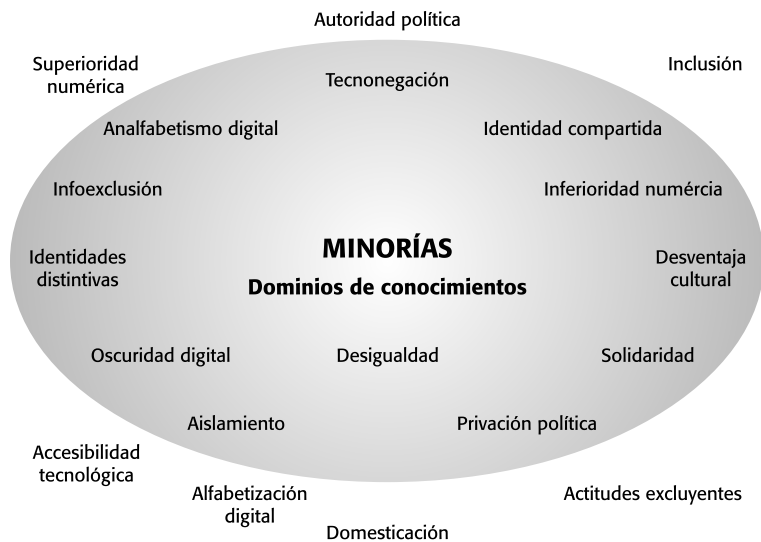 Autoridad política
Superioridad
numérica
Inclusión
Tecnonegación
Analfabetismo digital
Identidad compartida
Infoexclusión
Inferioridad numércia
MINORÍAS
Identidades
distintivas
Desventaja
cultural
Dominios de conocimientos
Oscuridad digital
Desigualdad
Solidaridad
Aislamiento
Privación política
Accesibilidad
tecnológica
Alfabetización
digital
Actitudes excluyentes
Domesticación